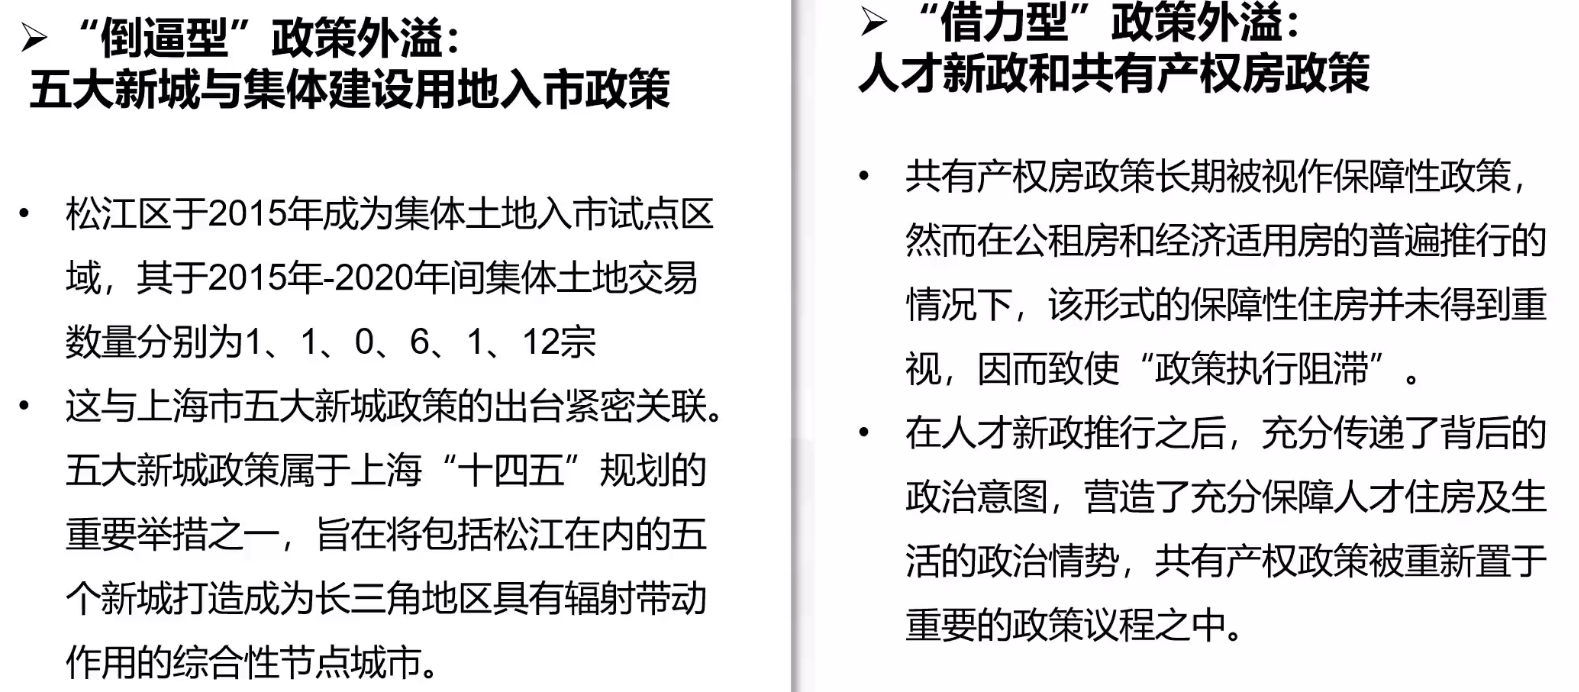 “倒逼型”政策外溢：
五大新城与集体建设用地入市政策
• 松江区于2015年成为集体土地入市试点区
域，其于2015年-2020年间集体土地交易
数量分别为1、1、0、6、1、12宗
• 这与上海市五大新城政策的出台紧密关联。
五大新城政策属于上海“十四五”规划的
重要举措之一，旨在将包括松江在内的五
个新城打造成为长三角地区具有辐射带动
作用的综合性节点城市。
“借力型”政策外溢：
人才新政和共有产权房政策
• 共有产权房政策长期被视作保障性政策，
然而在公租房和经济适用房的普遍推行的
情况下，该形式的保障性住房并未得到重
视，因而致使“政策执行阻滞”。
• 在人才新政推行之后，充分传递了背后的
政治意图，营造了充分保障人才住房及生
活的政治情势，共有产权政策被重新置于
重要的政策议程之中。